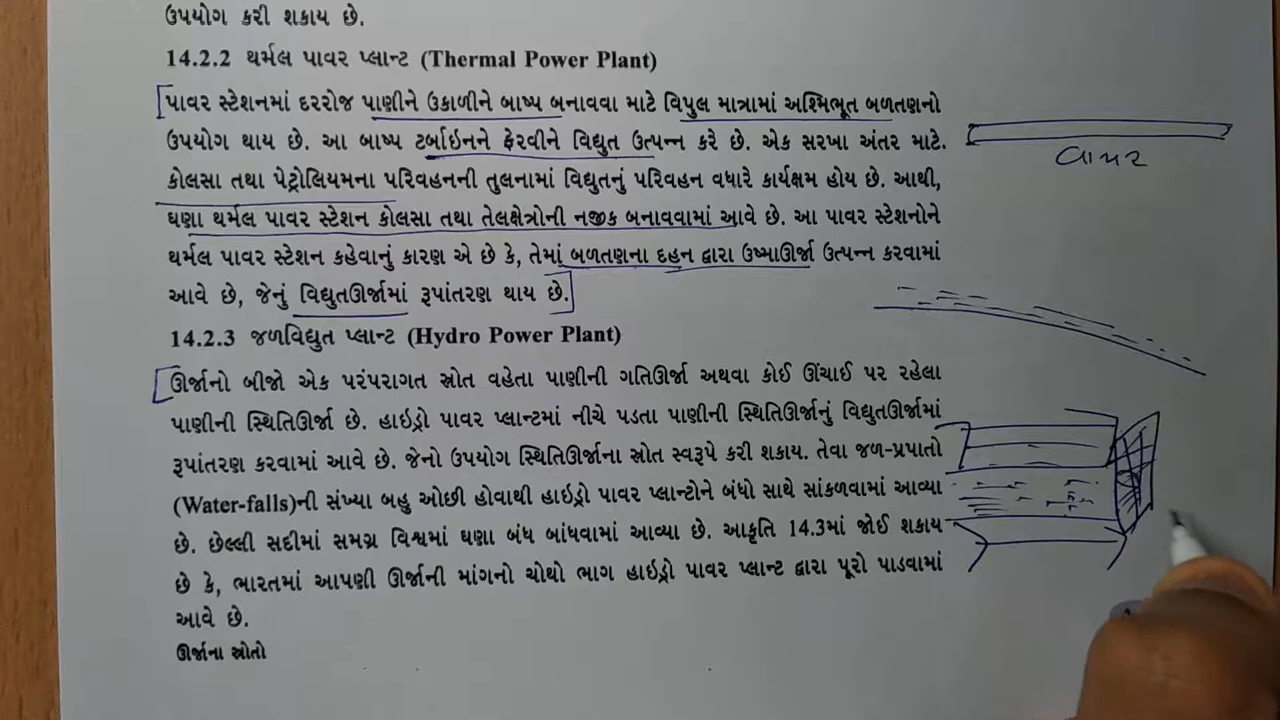 ઉપયોગ કરી શકાય છે.
14.2.2 થર્મલ પાવર પ્લાન્ટ (Thermal Power Plant)
પાવર સ્ટેશનમાં દરરોજ પાણીને ઉકાળીને બાષ્પ બનાવવા માટે વિપુલ માત્રામાં અશ્મિભૂત બળતણનો
ઉપયોગ થાય છે. આ બાષ્પ ટર્બાઇનને ફેરવીને વિદ્યુત ઉત્પન્ન કરે છે. એક સરખા અંતર માટે.
કોલસા તથા પેટ્રોલિયમના પરિવહનની તુલનામાં વિદ્યુતનું પરિવહન વધારે કાર્યક્ષમ હોય છે. આથી,
ઘણા થર્મલ પાવર સ્ટેશન કોલસા તથા તેલક્ષેત્રોની નજીક બનાવવામાં આવે છે. આ પાવર સ્ટેશનોને
થર્મલ પાવર સ્ટેશન કહેવાનું કારણ એ છે કે, તેમાં બળતણના દહન દ્વારા ઉષ્માઊર્જા ઉત્પન્ન કરવામાં
આવે છે, જેનું વિદ્યુતઊર્જામાં રૂપાંતરણ થાય છે.
વાયર
14.2.3 જળવિદ્યુત પ્લાન્ટ (Hydro Power Plant)
ઊર્જાનો બીજો એક પરંપરાગત સ્રોત વહેતા પાણીની ગતિઊર્જા અથવા કોઈ ઊંચાઈ પર રહેલા
પાણીની સ્થિતિઊર્જા છે. હાઇડ્રો પાવર પ્લાન્ટમાં નીચે પડતા પાણીની સ્થિતિઊર્જાનું વિદ્યુતઊર્જામાં
રૂપાંતરણ કરવામાં આવે છે. જેનો ઉપયોગ સ્થિતિઊર્જાના સ્રોત સ્વરૂપે કરી શકાય. તેવા જળ-પ્રપાતો
(Water-falls)ની સંખ્યા બહુ ઓછી હોવાથી હાઇડ્રો પાવર પ્લાન્ટોને બંધો સાથે સાંકળવામાં આવ્યા
છે. છેલ્લી સદીમાં સમગ્ર વિશ્વમાં ઘણા બંધ બાંધવામાં આવ્યા છે. આકૃતિ 14.3માં જોઈ શકાય
છે કે, ભારતમાં આપણી ઊર્જાની માંગનો ચોથો ભાગ હાઇડ્રો પાવર પ્લાન્ટ દ્વારા પૂરો પાડવામાં
આવે છે.
ઊર્જાના સ્રોતો